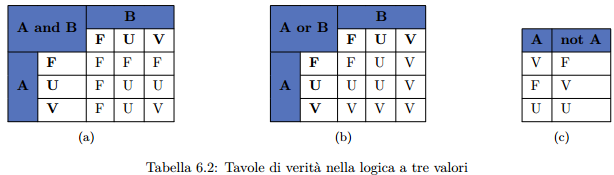 A and B B
F U V
A F F F F
U F U U
V F U V
(a)
A or B B
F U V
A F F U V
U U U V
V V V V
(b)
A not A
V F
F V
U U
(c)
Tabella 6.2: Tavole di verità nella logica a tre valori